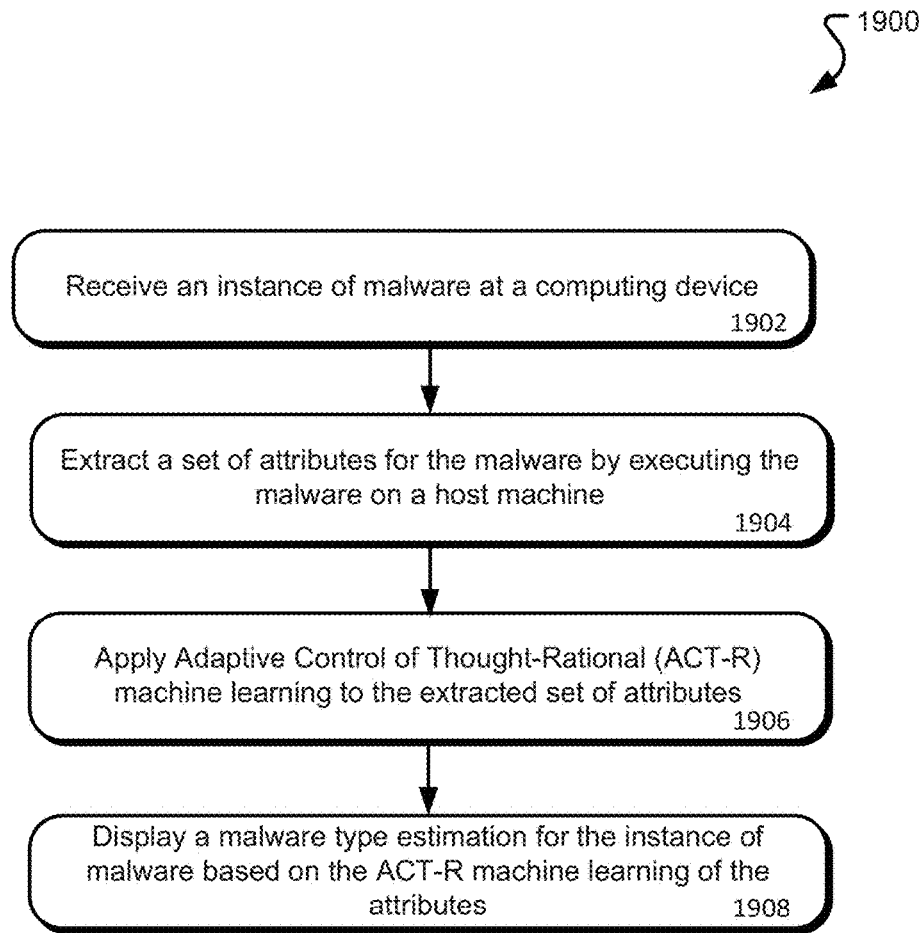 1900
Receive an instance of malware at a computing device
1902
Extract a set of attributes for the malware by executing the
malware on a host machine
1904
Apply Adaptive Control of Thought-Rational (ACT-R)
machine learning to the extracted set of attributes
1906
Display a malware type estimation for the instance of
malware based on the ACT-R machine learning of the
attributes
1908